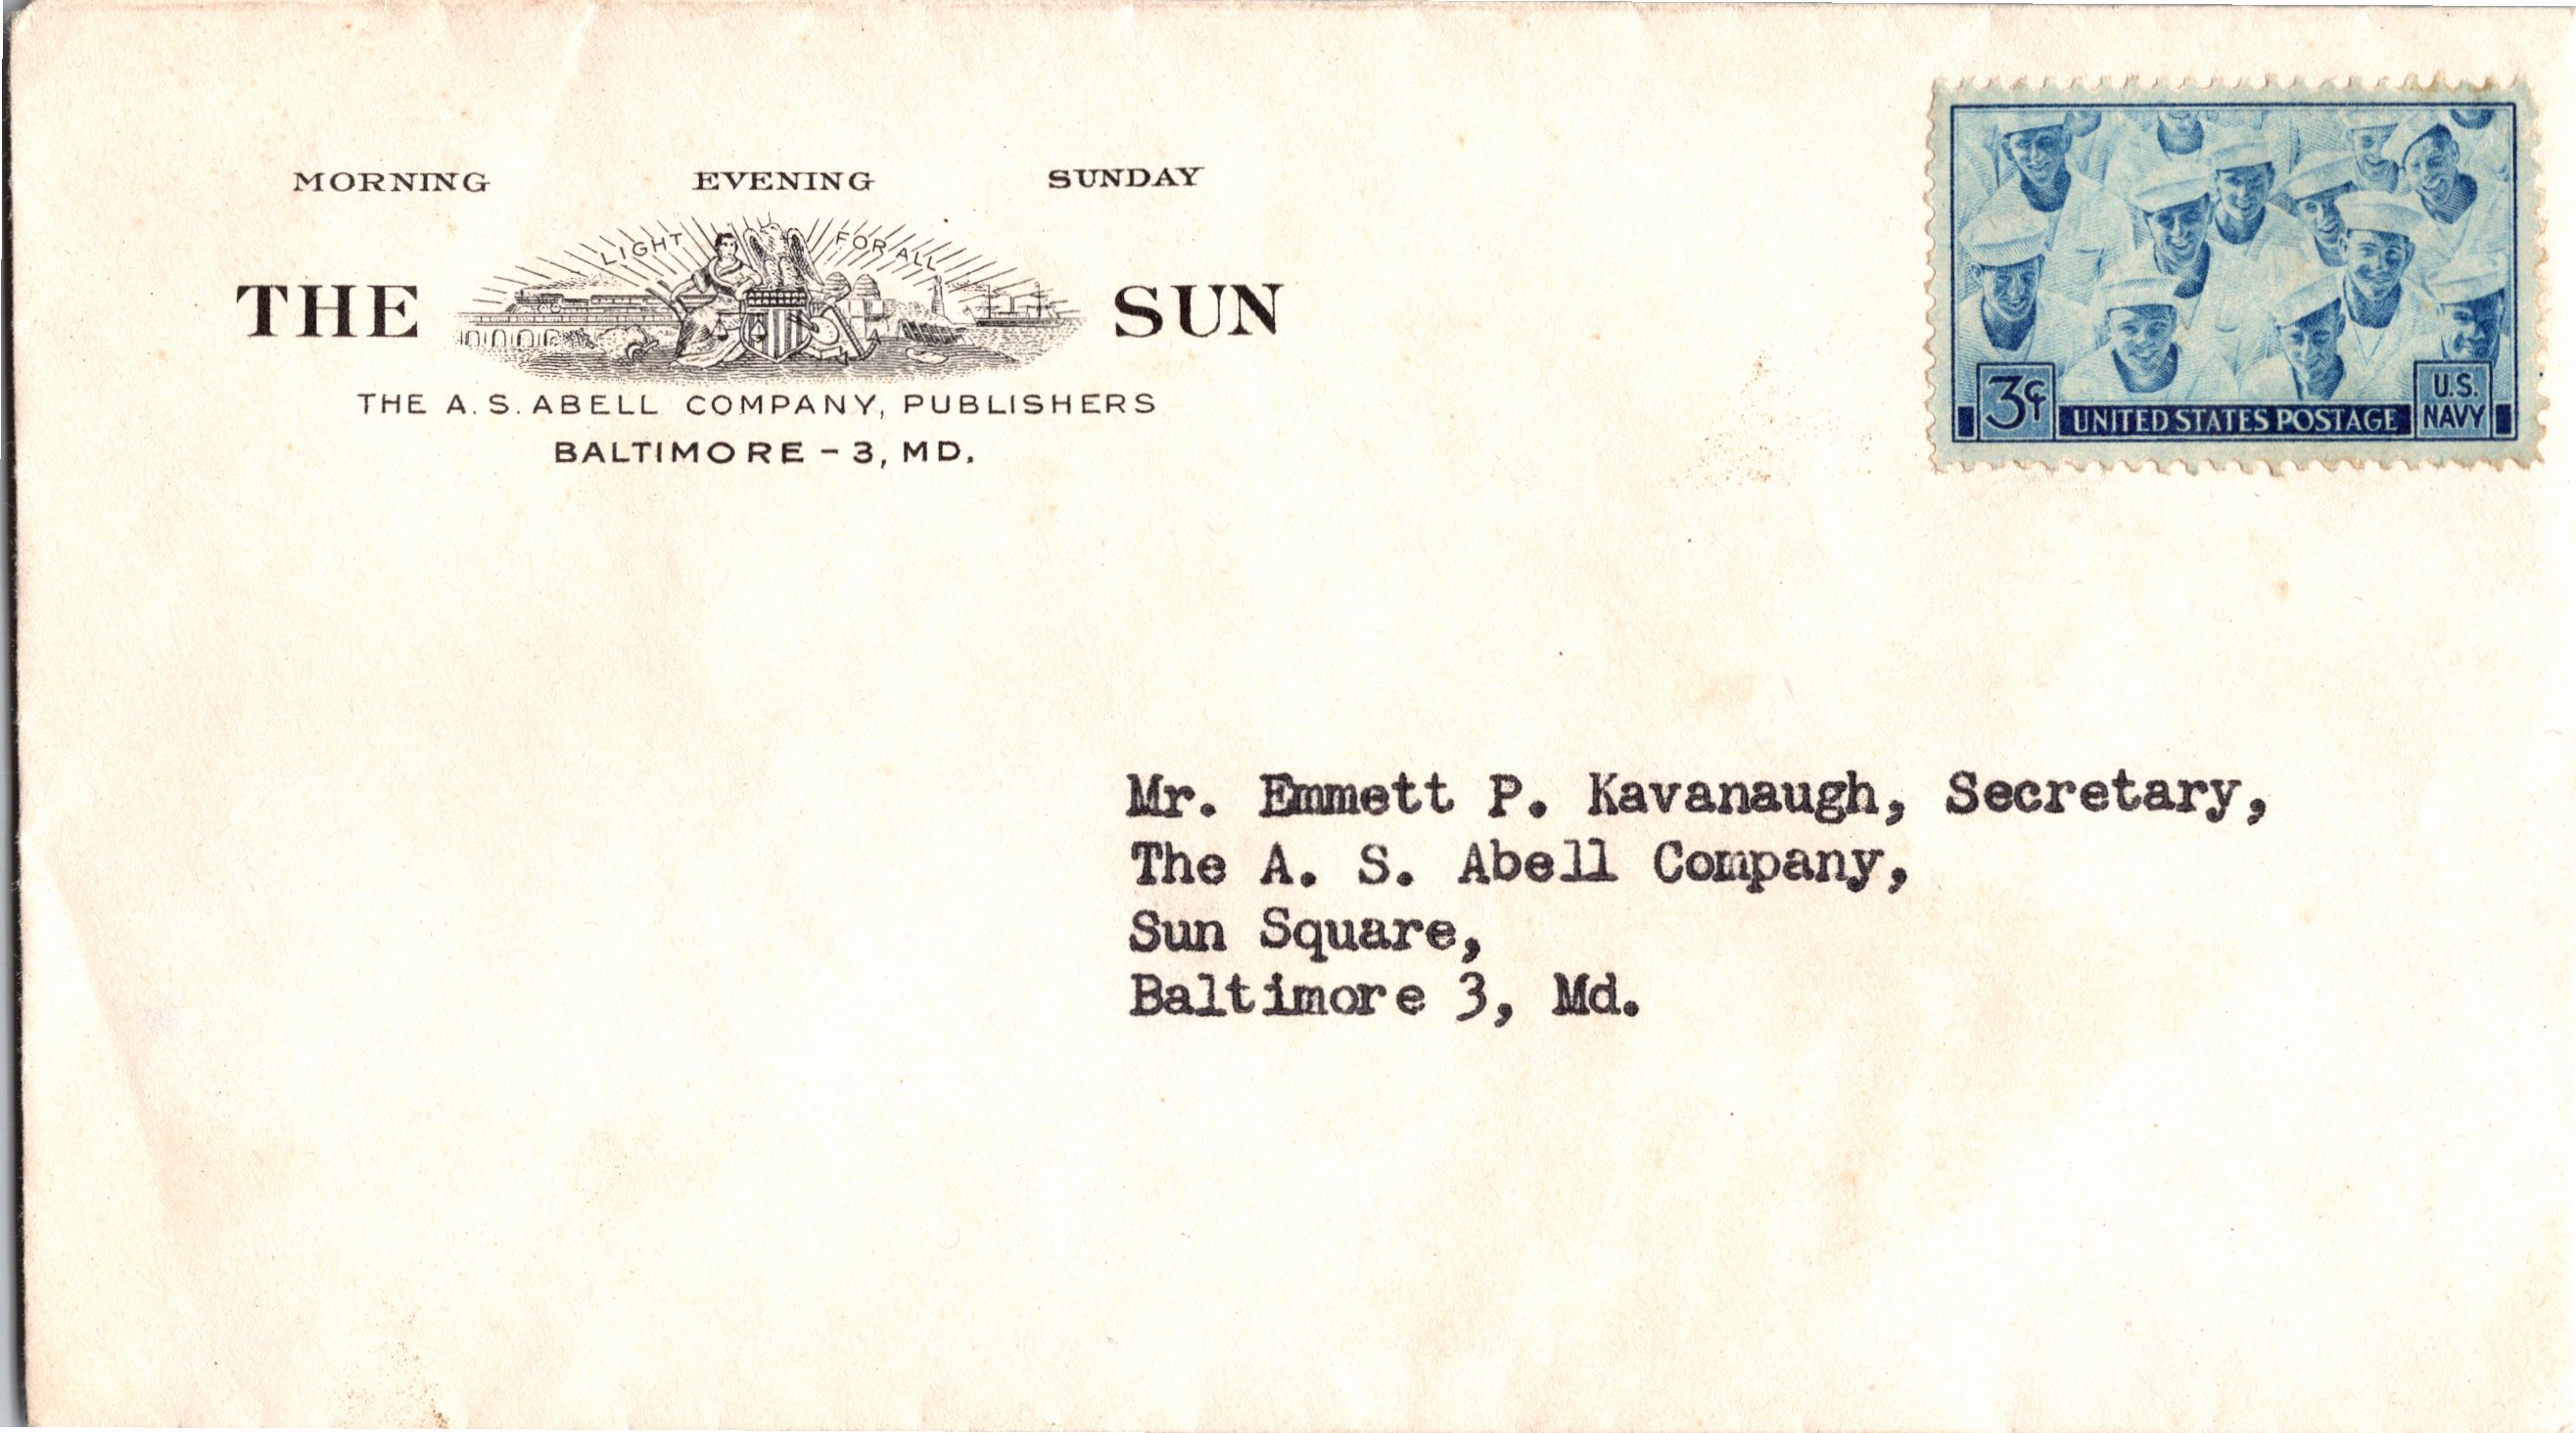 MORNING EVENING SUNDAY
LIGHT FOR ALL
THE SUN
THE A. S. ABELL COMPANY, PUBLISHERS
BALTIMORE - 3, MD.
3¢ UNITED STATES POSTAGE U.S. NAVY
Mr. Emmett P. Kavanaugh, Secretary,
The A. S. Abell Company,
Sun Square,
Baltimore 3, Md.